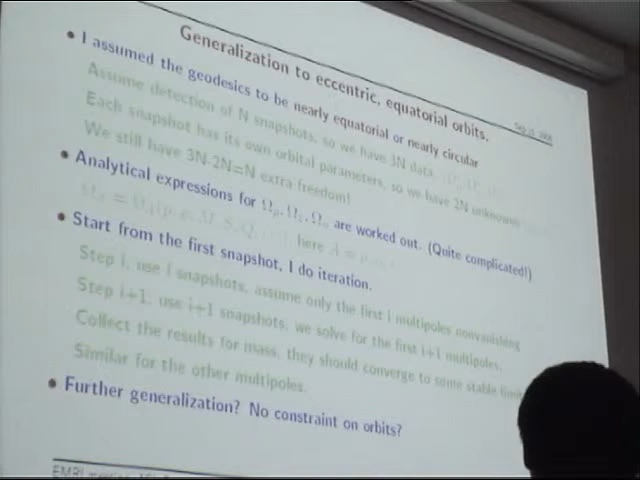 Generalization to eccentric, equatorial orbits.
• I assumed the geodesics to be nearly equatorial or nearly circular
Assume detection of N snapshots, so we have 3N data,
Each snapshot has its own orbital parameters, so we have 2N unknowns
We still have 3N-2N=N extra freedom!
• Analytical expressions for are worked out. (Quite complicated!)
here
• Start from the first snapshot, I do iteration.
Step i, use i snapshots, assume only the first i multipoles nonvanishing
Step i+1, use i+1 snapshots, we solve for the first i+1 multipoles.
Collect the results for mass, they should converge to some stable limit
Similar for the other multipoles.
• Further generalization? No constraint on orbits?